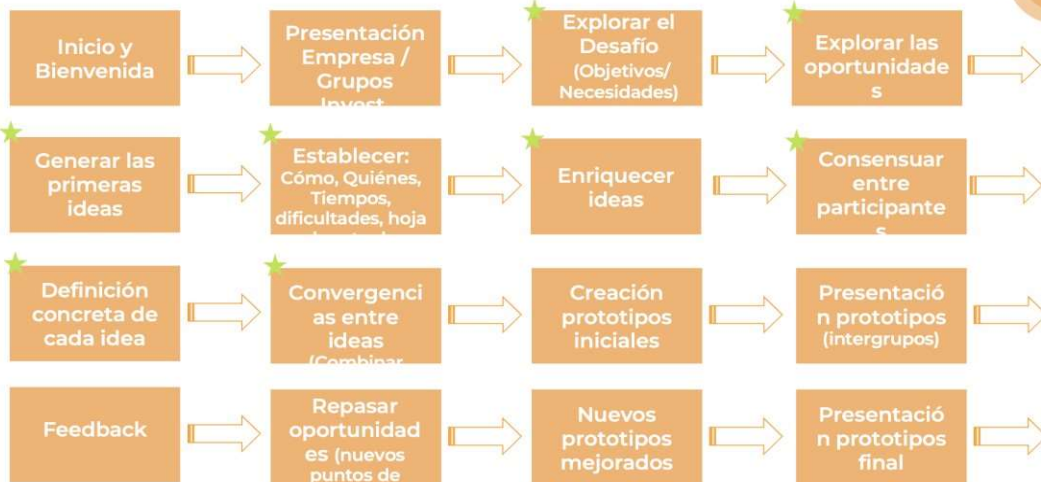 Inicio y
Bienvenida
Presentación
Empresa /
Grupos
Invest
Explorar el
Desafío
(Objetivos/
Necesidades)
Explorar las
oportunidade
s
Generar las
primeras
ideas
Establecer:
Cómo, Quiénes,
Tiempos,
dificultades, hoja
Enriquecer
ideas
Consensuar
entre
participante
s
Definición
concreta de
cada idea
Convergenci
as entre
ideas
(Combinar
Creación
prototipos
iniciales
Presentació
n prototipos
(intergrupos)
Feedback
Repasar
oportunidad
es (nuevos
puntos de
Nuevos
prototipos
mejorados
Presentació
n prototipos
final